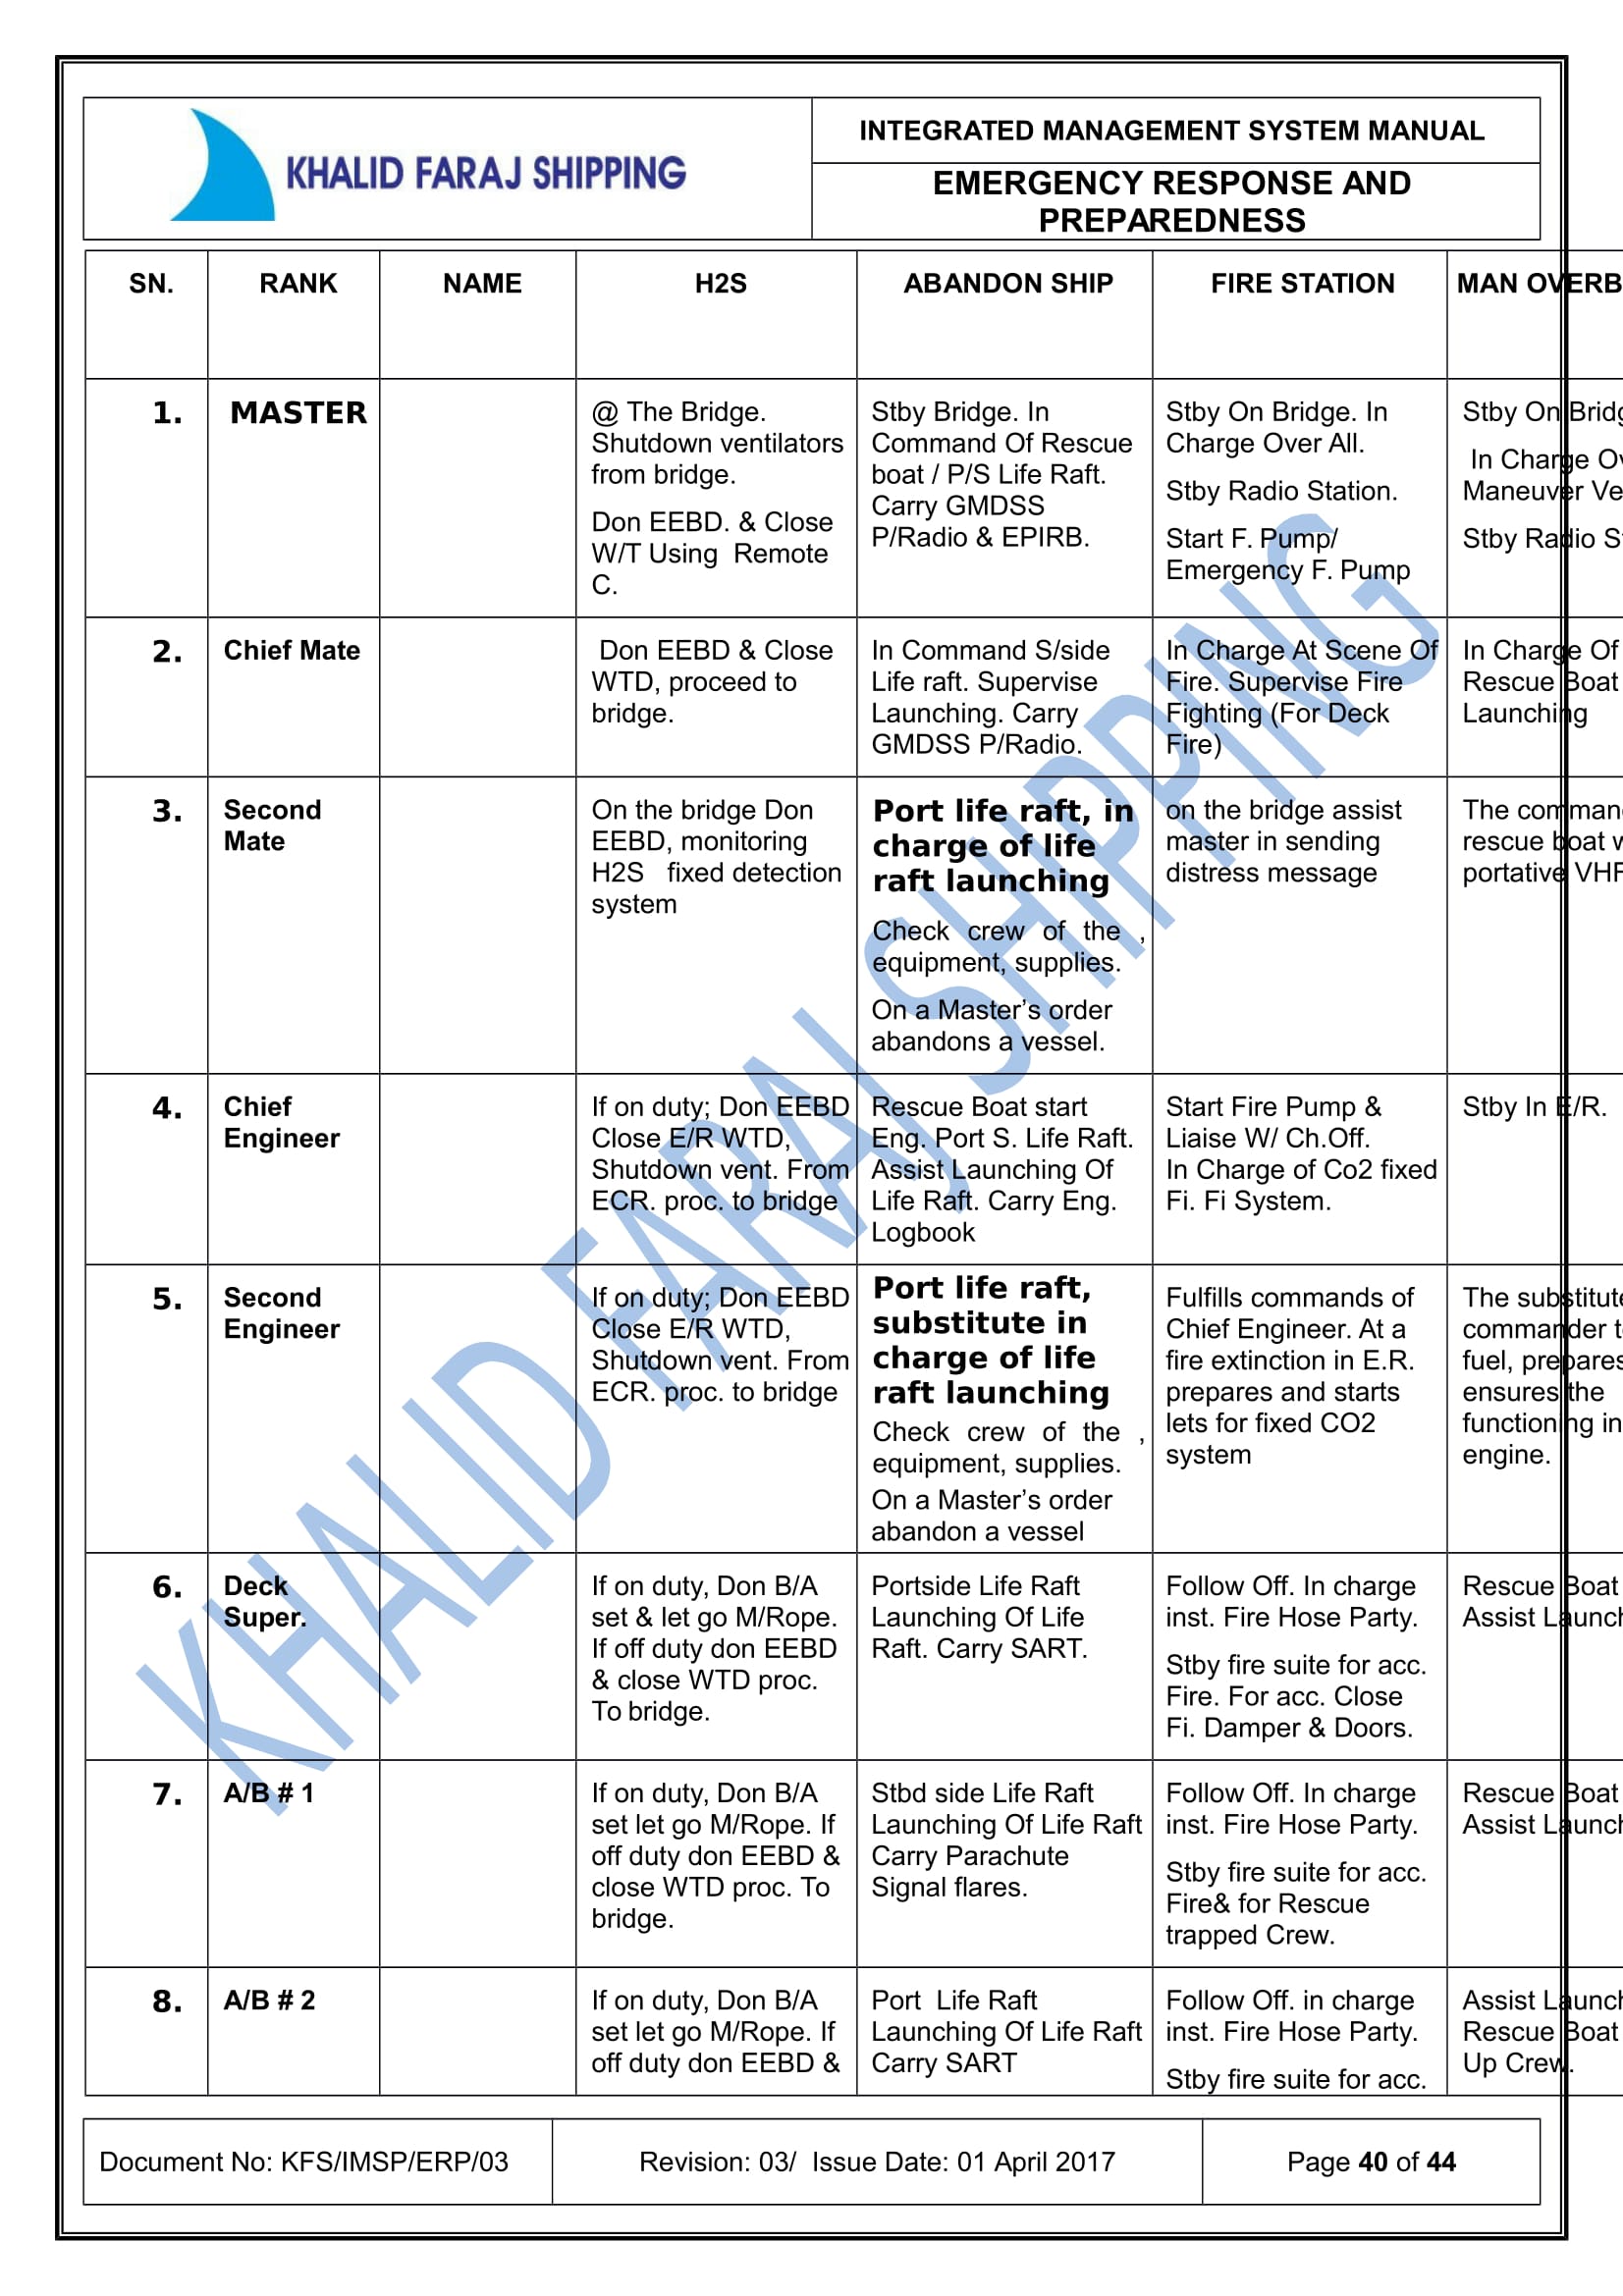 KHALID FARAJ SHIPPING
INTEGRATED MANAGEMENT SYSTEM MANUAL
EMERGENCY RESPONSE AND
PREPAREDNESS
SN.
RANK
NAME
H2S
ABANDON SHIP
FIRE STATION
MAN OVERB
1.
MASTER
@ The Bridge.
Shutdown ventilators
from bridge.
Don EEBD. & Close
W/T Using Remote
C.
Stby Bridge. In
Command Of Rescue
boat / P/S Life Raft.
Carry GMDSS
P/Radio & EPIRB.
Stby On Bridge. In
Charge Over All.
Stby Radio Station.
Start F. Pump/
Emergency F. Pump
Stby On Bridg
In Charge Ov
Maneuver Ve
Stby Radio S
2.
Chief Mate
Don EEBD & Close
WTD, proceed to
bridge.
In Command S/side
Life raft. Supervise
Launching. Carry
GMDSS P/Radio.
In Charge At Scene Of
Fire. Supervise Fire
Fighting (For Deck
Fire)
In Charge Of
Rescue Boat
Launching
3.
Second
Mate
On the bridge Don
EEBD, monitoring
H2S fixed detection
system
Port life raft, in
charge of life
raft launching
Check crew of the ,
equipment, supplies.
On a Master’s order
abandons a vessel.
on the bridge assist
master in sending
distress message
The comman
rescue boat w
portative VHF
4.
Chief
Engineer
If on duty; Don EEBD
Close E/R WTD,
Shutdown vent. From
ECR. proc. to bridge
Rescue Boat start
Eng. Port S. Life Raft.
Assist Launching Of
Life Raft. Carry Eng.
Logbook
Start Fire Pump &
Liaise W/ Ch.Off.
In Charge of Co2 fixed
Fi. Fi System.
Stby In E/R.
5.
Second
Engineer
If on duty; Don EEBD
Close E/R WTD,
Shutdown vent. From
ECR. proc. to bridge
Port life raft,
substitute in
charge of life
raft launching
Check crew of the ,
equipment, supplies.
On a Master’s order
abandon a vessel
Fulfills commands of
Chief Engineer. At a
fire extinction in E.R.
prepares and starts
lets for fixed CO2
system
The substitute
commander t
fuel, prepares
ensures the
functioning in
engine.
6.
Deck
Super.
If on duty, Don B/A
set & let go M/Rope.
If off duty don EEBD
& close WTD proc.
To bridge.
Portside Life Raft
Launching Of Life
Raft. Carry SART.
Follow Off. In charge
inst. Fire Hose Party.
Stby fire suite for acc.
Fire. For acc. Close
Fi. Damper & Doors.
Rescue Boat
Assist Launch
7.
A/B # 1
If on duty, Don B/A
set let go M/Rope. If
off duty don EEBD &
close WTD proc. To
bridge.
Stbd side Life Raft
Launching Of Life Raft
Carry Parachute
Signal flares.
Follow Off. In charge
inst. Fire Hose Party.
Stby fire suite for acc.
Fire& for Rescue
trapped Crew.
Rescue Boat
Assist Launch
8.
A/B # 2
If on duty, Don B/A
set let go M/Rope. If
off duty don EEBD &
Port Life Raft
Launching Of Life Raft
Carry SART
Follow Off. in charge
inst. Fire Hose Party.
Stby fire suite for acc.
Assist Launch
Rescue Boat
Up Crew.
KHALID FARAJ SHIPPING
Document No: KFS/IMSP/ERP/03
Revision: 03/ Issue Date: 01 April 2017
Page 40 of 44